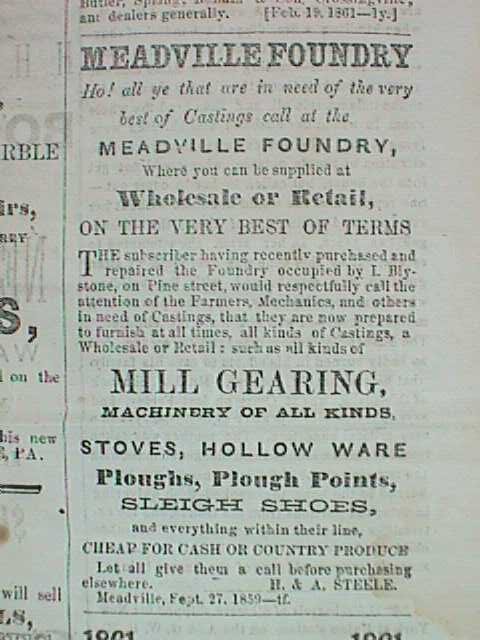 and dealers generally. [Feb. 19. 1861—ly.]
MEADVILLE FOUNDRY
Ho! all ye that are in need of the very
best of Castings call at the
MEADVILLE FOUNDRY,
Where you can be supplied at
Wholesale or Retail,
ON THE VERY BEST OF TERMS
THE subscriber having recently purchased and
repaired the Foundry occupied by I. Bly-
stone, on Pine street, would respectfully call the
attention of the Farmers, Mechanics, and others
in need of Castings, that they are now prepared
to furnish at all times, all kinds of Castings, a
Wholesale or Retail: such as all kinds of
MILL GEARING,
MACHINERY OF ALL KINDS,
STOVES, HOLLOW WARE
Ploughs, Plough Points,
SLEIGH SHOES,
and everything within their line,
CHEAP FOR CASH OR COUNTRY PRODUCE
Let all give them a call before purchasing
elsewhere. H. & A. STEELE.
Meadville, Sept. 27. 1859—tf.
RBLE
irs,
S,
on the
his new
PA.
will sell
LS,
1861